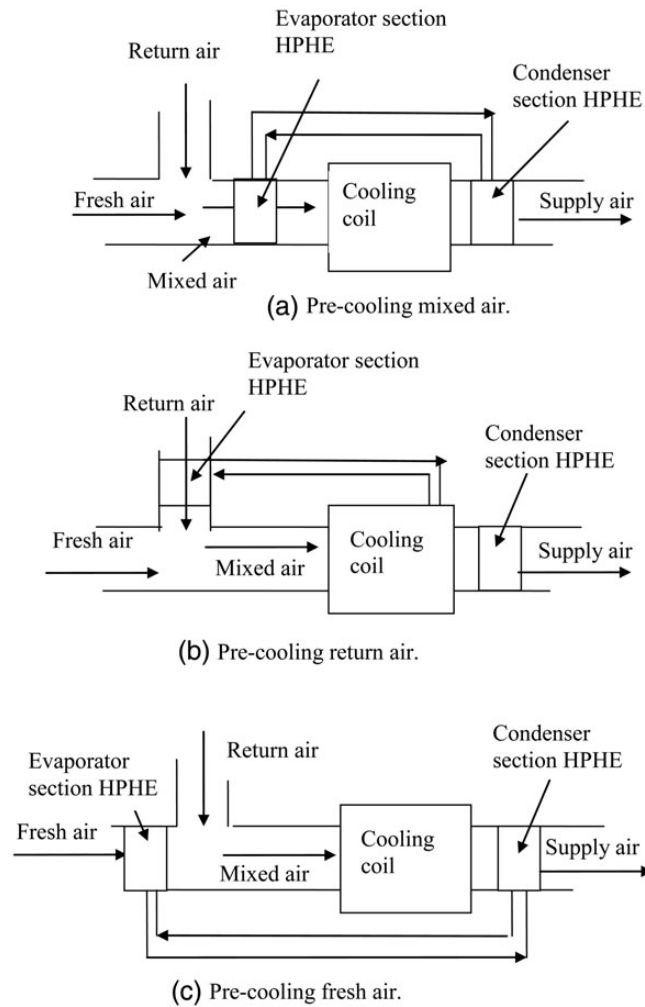 Evaporator section
HPHE
Return air
Condenser
section HPHE
Fresh air
Cooling
coil
Supply air
Mixed air
(a) Pre-cooling mixed air.
Evaporator section
HPHE
Return air
Condenser
section HPHE
Fresh air
Mixed air
Cooling
coil
Supply air
(b) Pre-cooling return air.
Evaporator
section HPHE
Return air
Condenser
section HPHE
Fresh air
Mixed air
Cooling
coil
Supply air
(c) Pre-cooling fresh air.